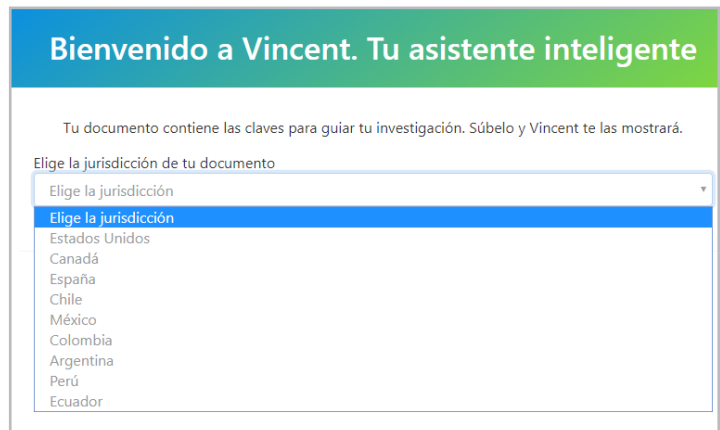 Bienvenido a Vincent. Tu asistente inteligente
Tu documento contiene las claves para guiar tu investigación. Súbelo y Vincent te las mostrará.
Elige la jurisdicción de tu documento
Elige la jurisdicción
Elige la jurisdicción
Estados Unidos
Canadá
España
Chile
México
Colombia
Argentina
Perú
Ecuador